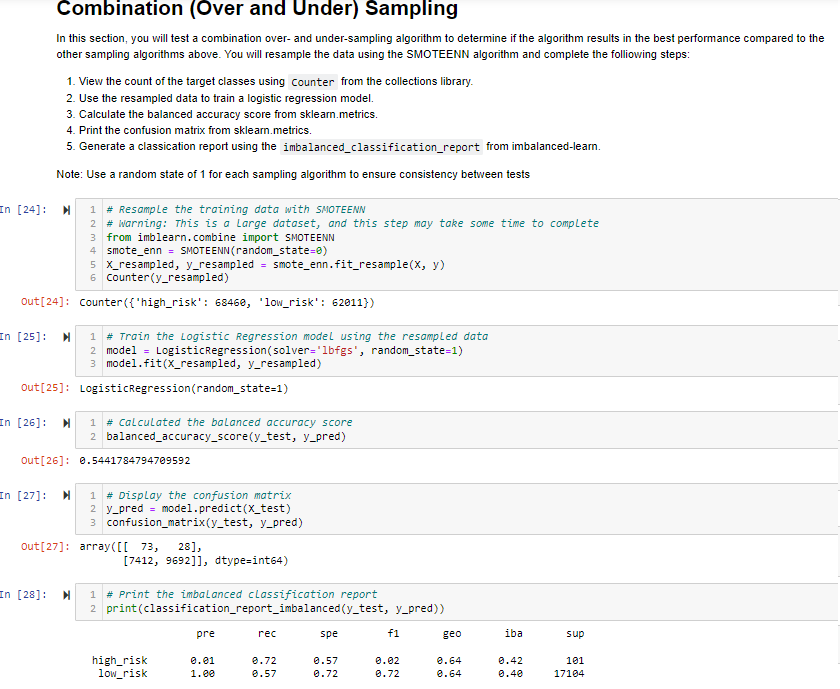 Combination (Over and Under) Sampling
In this section, you will test a combination over- and under-sampling algorithm to determine if the algorithm results in the best performance compared to the
other sampling algorithms above. You will resample the data using the SMOTEENN algorithm and complete the folliowing steps:
1. View the count of the target classes using Counter from the collections library.
2. Use the resampled data to train a logistic regression model.
3. Calculate the balanced accuracy score from sklearn.metrics.
4. Print the confusion matrix from sklearn.metrics.
5. Generate a classication report using the imbalanced_classification_report from imbalanced-learn.
Note: Use a random state of 1 for each sampling algorithm to ensure consistency between tests
In [24]:
1 # Resample the training data with SMOTEENN
2 # Warning: This is a large dataset, and this step may take some time to complete
3 from imblearn.combine import SMOTEENN
4 smote_enn = SMOTEENN(random_state=0)
5 X_resampled, y_resampled = smote_enn.fit_resample(X, y)
6 Counter(y_resampled)
Out[24]: Counter({'high_risk': 68460, 'low_risk': 62011})
In [25]:
1 # Train the Logistic Regression model using the resampled data
2 model = LogisticRegression(solver='lbfgs', random_state=1)
3 model.fit(X_resampled, y_resampled)
Out[25]: LogisticRegression(random_state=1)
In [26]:
1 # Calculated the balanced accuracy score
2 balanced_accuracy_score(y_test, y_pred)
Out[26]: 0.5441784794709592
In [27]:
1 # Display the confusion matrix
2 y_pred = model.predict(X_test)
3 confusion_matrix(y_test, y_pred)
Out[27]: array([[ 73, 28],
[7412, 9692]], dtype=int64)
In [28]:
1 # Print the imbalanced classification report
2 print(classification_report_imbalanced(y_test, y_pred))
pre rec spe f1 geo iba sup
high_risk 0.01 0.72 0.57 0.02 0.64 0.42 101
low_risk 1.00 0.57 0.72 0.72 0.64 0.40 17104